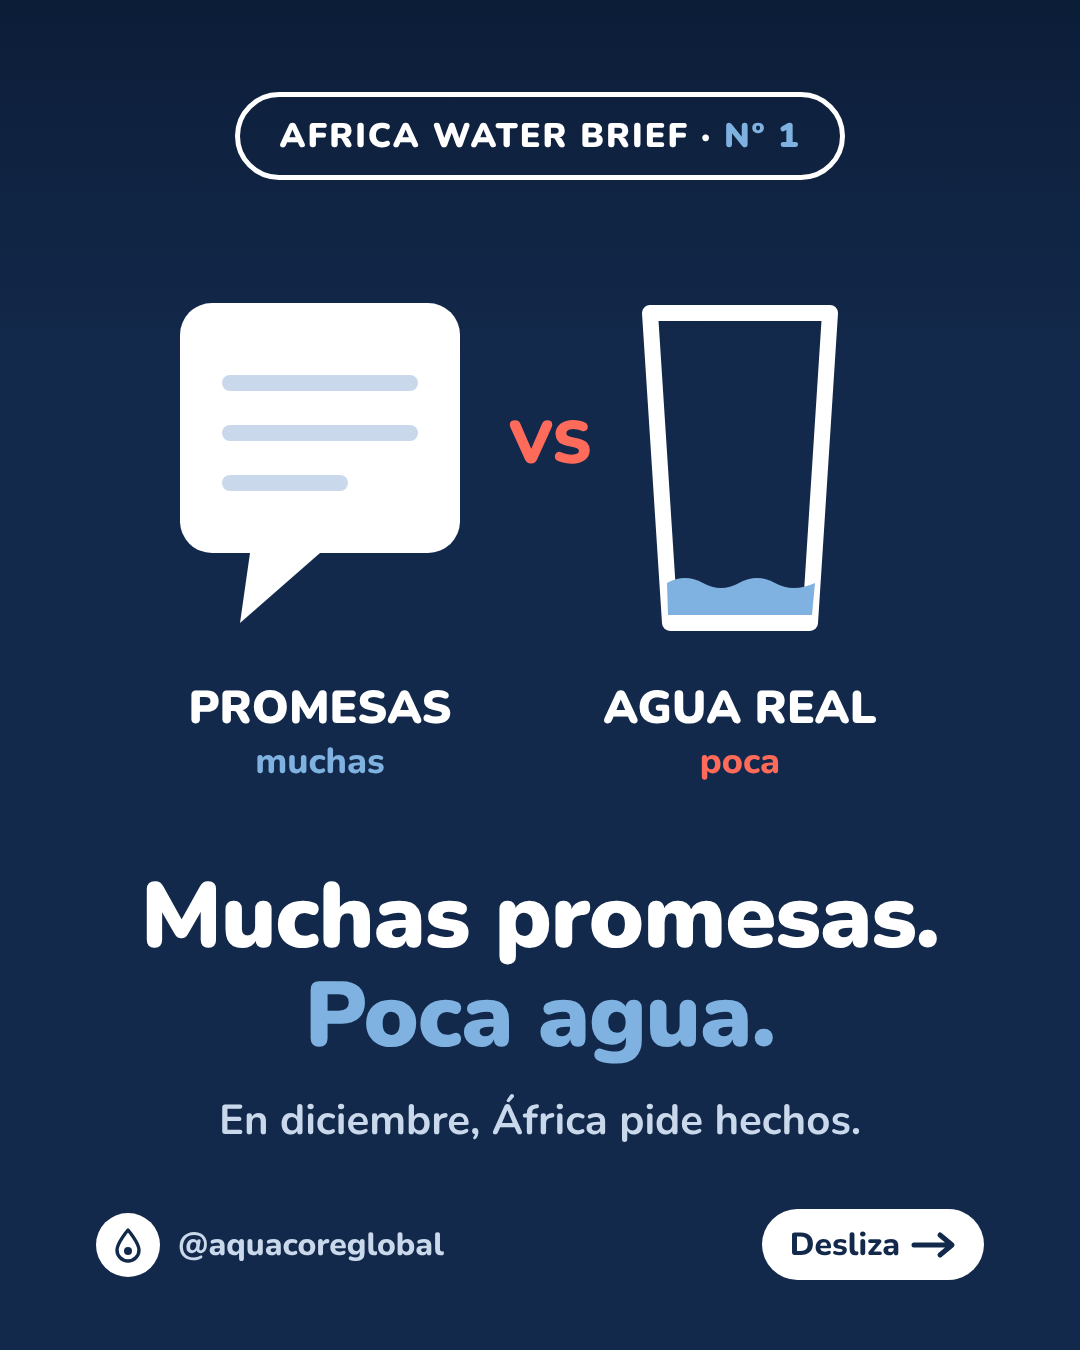 AFRICA WATER BRIEF · Nº 1
VS
PROMESAS
muchas
AGUA REAL
poca
Muchas promesas.
Poca agua.
En diciembre, África pide hechos.
@aquacoreglobal
Desliza →